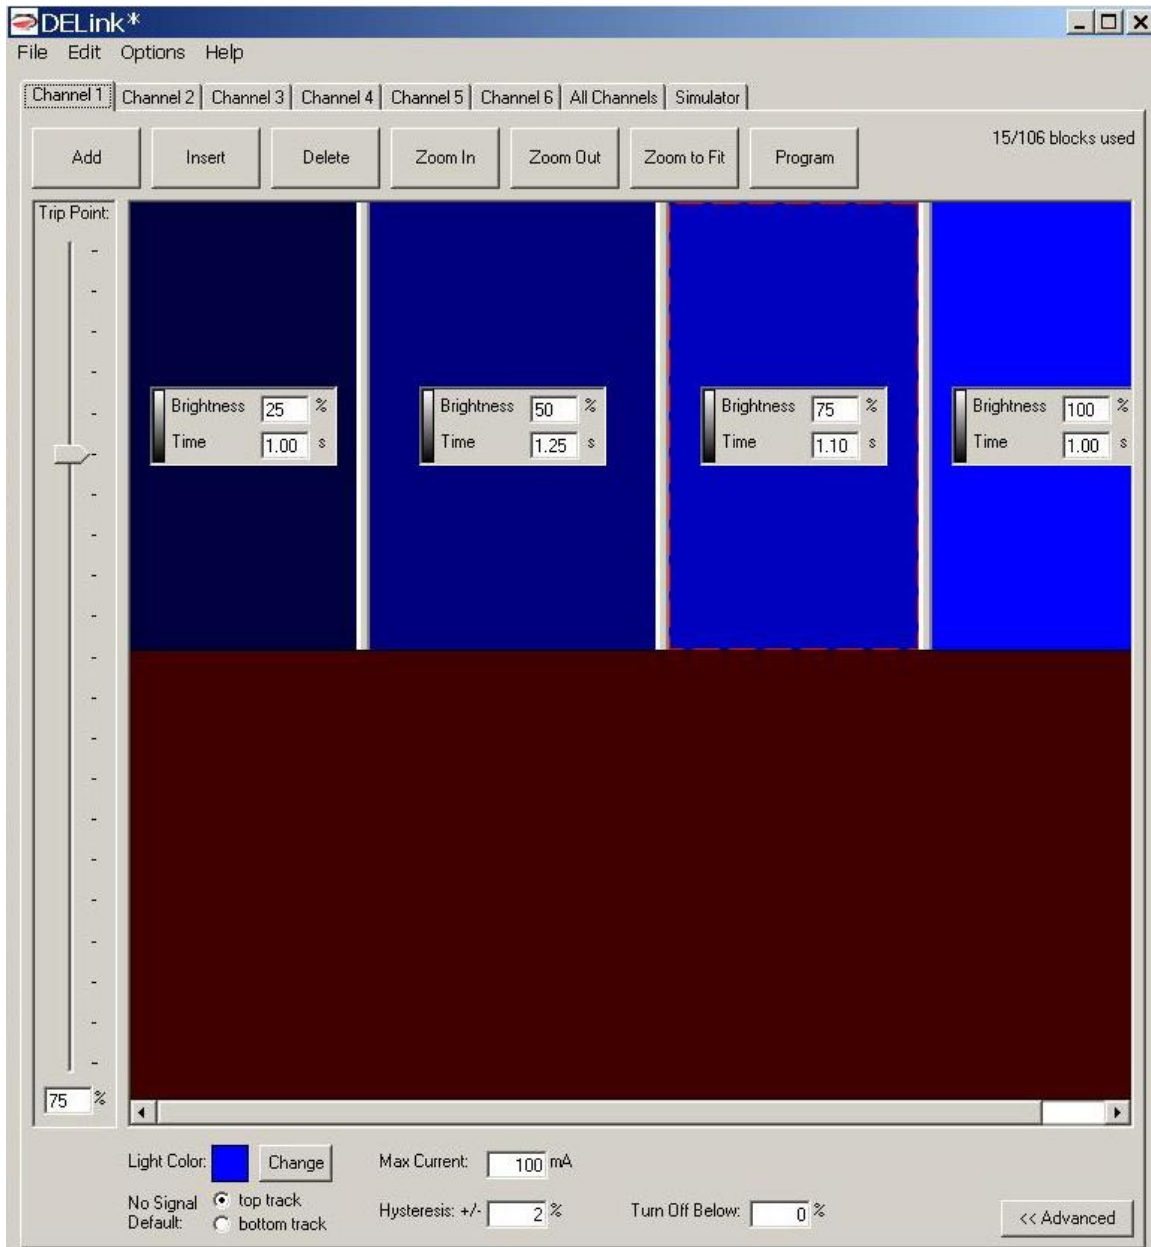 DELink*
File Edit Options Help
Channel 1 Channel 2 Channel 3 Channel 4 Channel 5 Channel 6 All Channels Simulator
Add Insert Delete Zoom In Zoom Out Zoom to Fit Program 15/106 blocks used
Trip Point:
Brightness 25 % Brightness 50 % Brightness 75 % Brightness 100 %
Time 1.00 s Time 1.25 s Time 1.10 s Time 1.00 s
75 %
Light Color: Change Max Current: 100 mA
No Signal Default: top track bottom track Hysteresis: +/- 2 % Turn Off Below: 0 % << Advanced